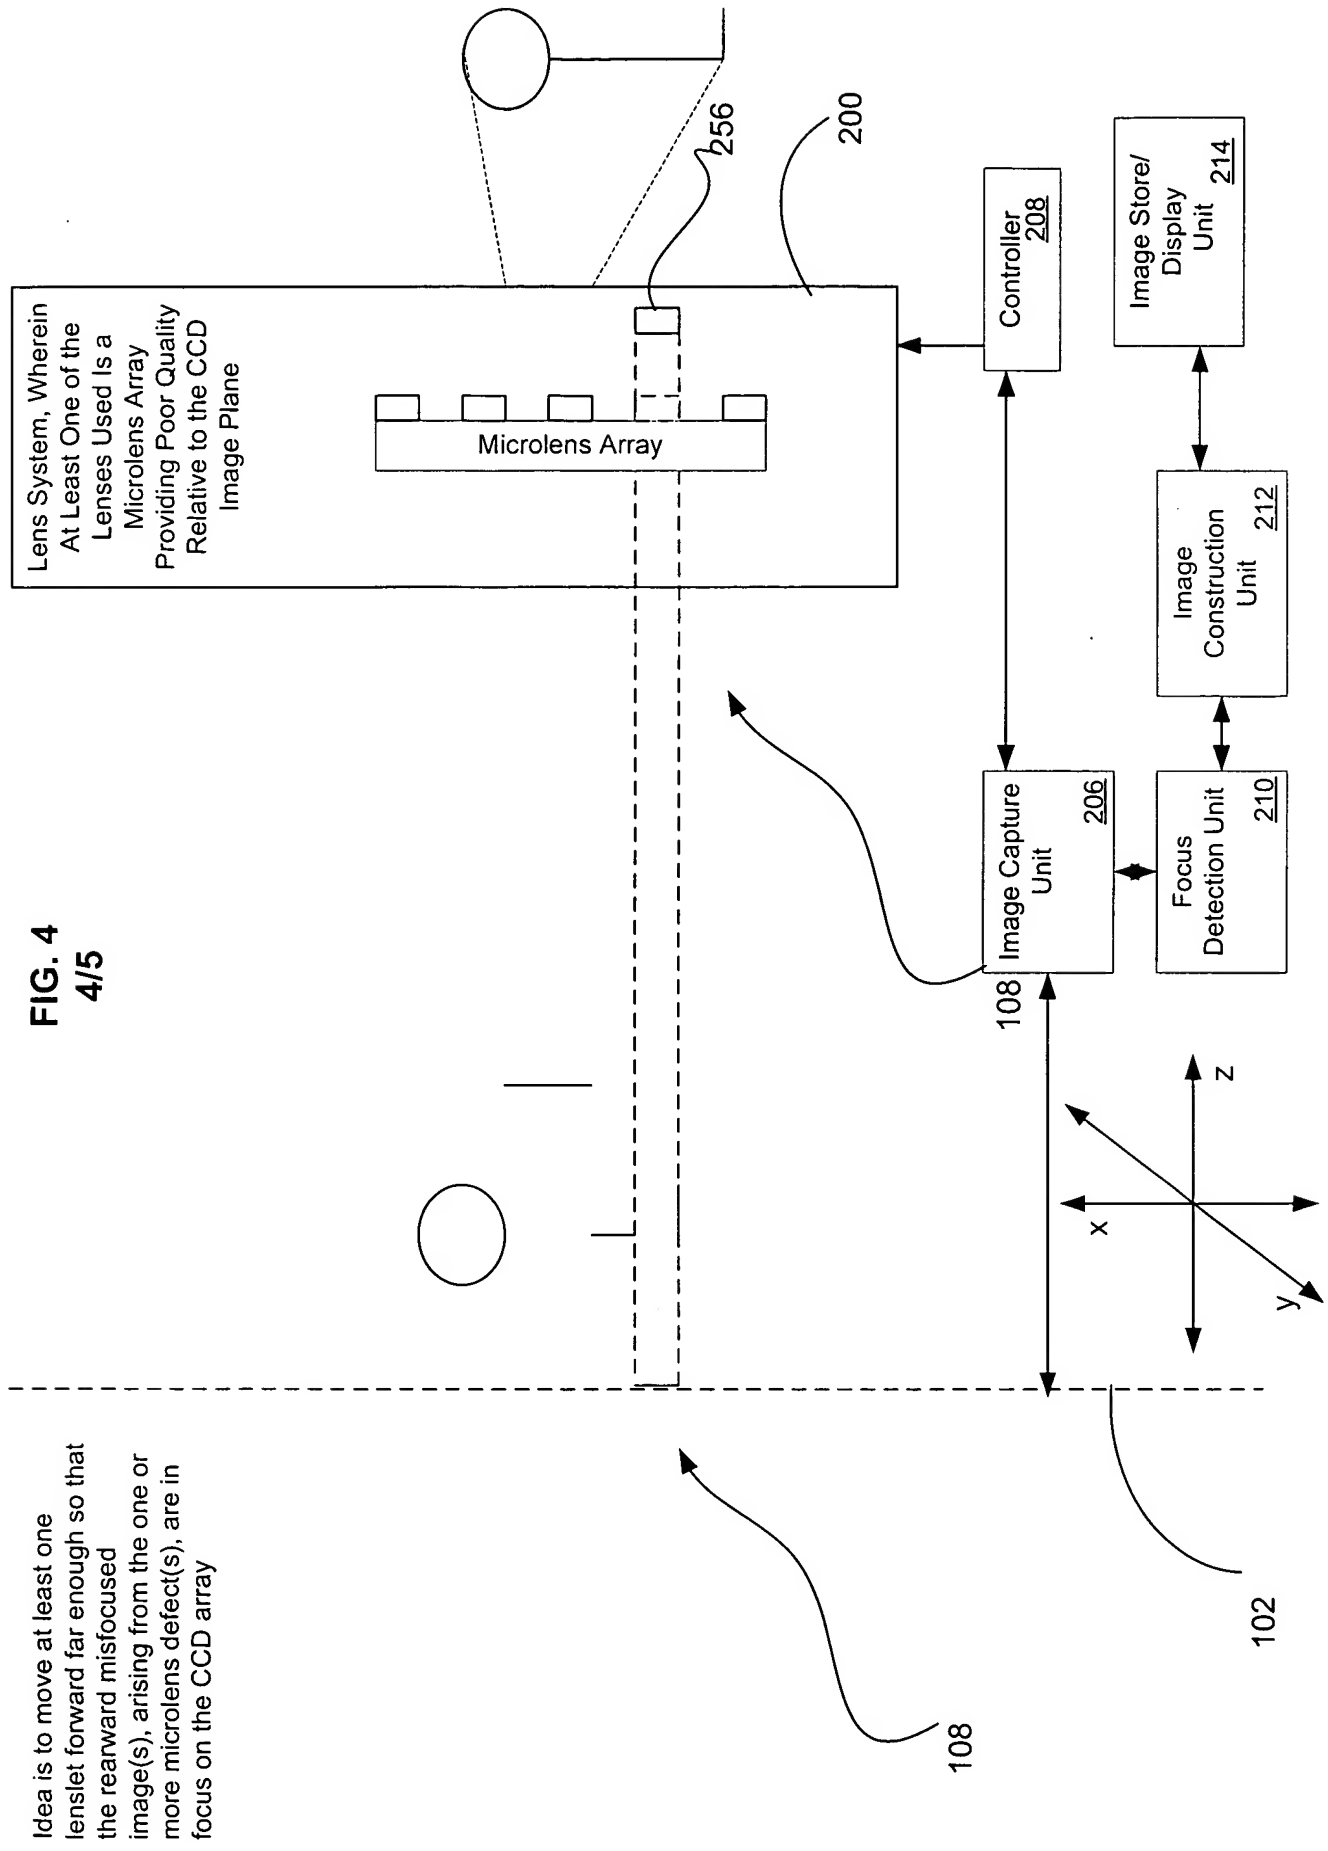 FIG. 4
4/5
Idea is to move at least one
lenslet forward far enough so that
the rearward misfocused
image(s), arising from the one or
more microlens defect(s), are in
focus on the CCD array
Lens System, Wherein
At Least One of the
Lenses Used Is a
Microlens Array
Providing Poor Quality
Relative to the CCD
Image Plane
Microlens Array
256
200
108
102
108
x
y
z
Image Capture
Unit
206
Controller
208
Focus
Detection Unit
210
Image
Construction
Unit
212
Image Store/
Display
Unit
214